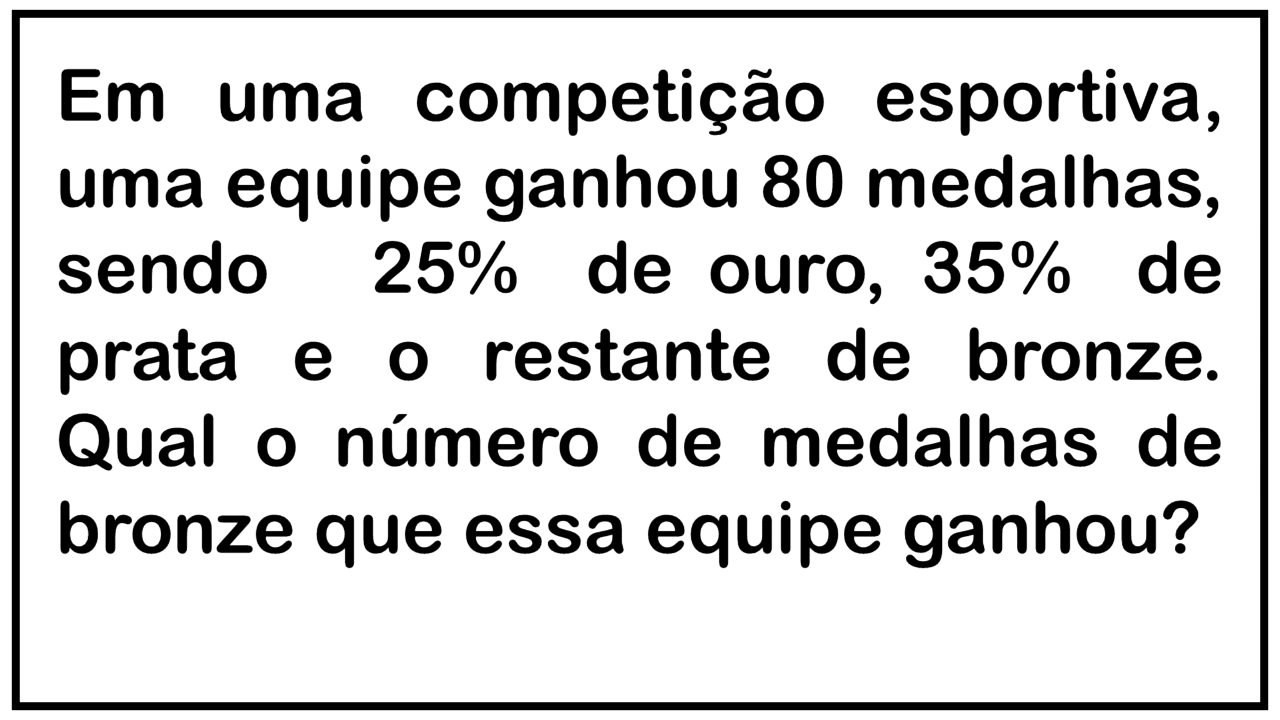 Em uma competição esportiva,
uma equipe ganhou 80 medalhas,
sendo 25% de ouro, 35% de
prata e o restante de bronze.
Qual o número de medalhas de
bronze que essa equipe ganhou?